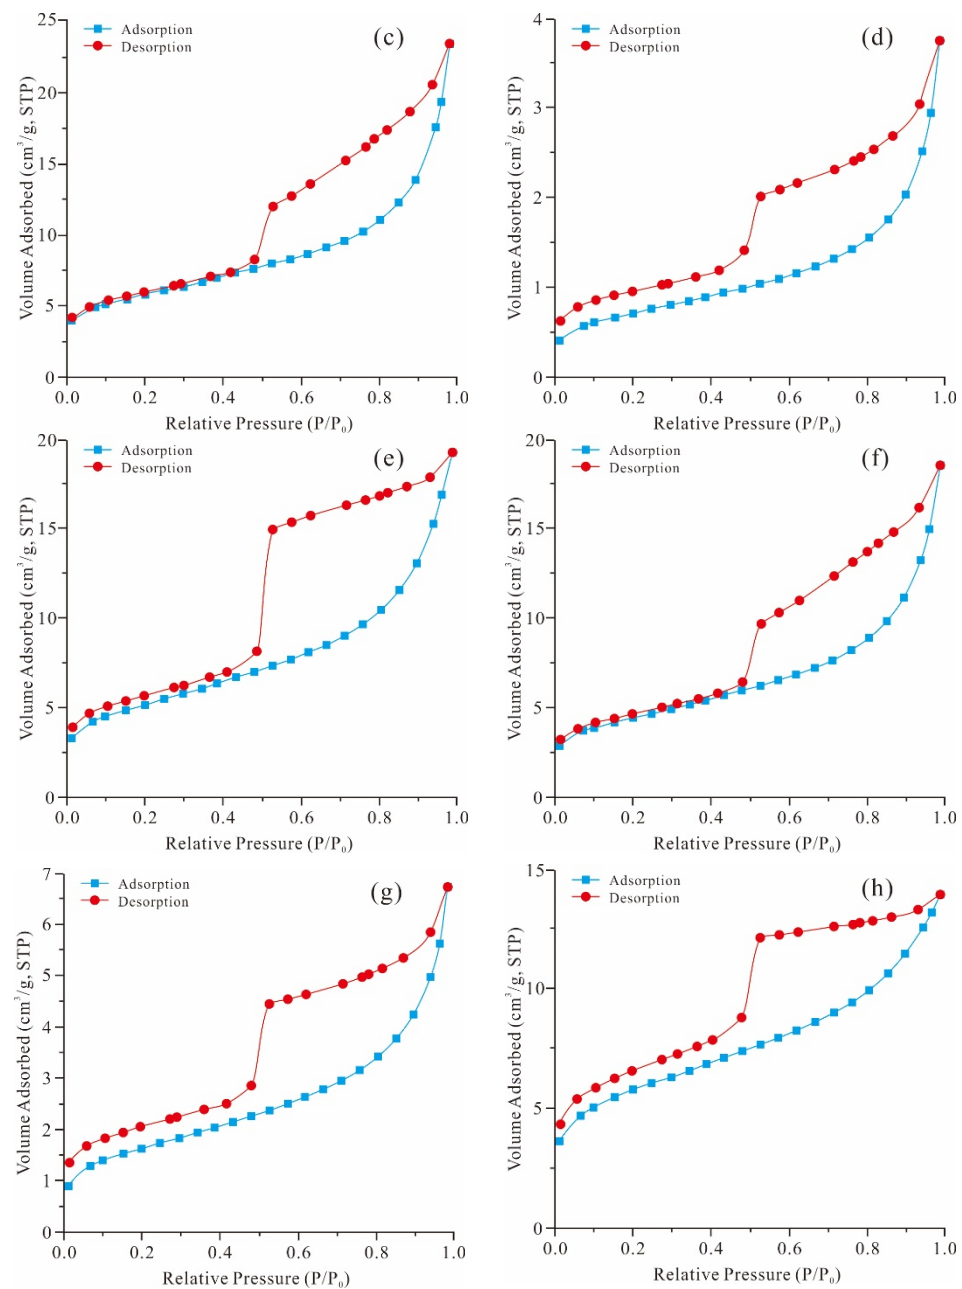 25
20
15
10
5
0
Volume Adsorbed (cm³/g, STP)
Adsorption
Desorption
(c)
0.0 0.2 0.4 0.6 0.8 1.0
Relative Pressure (P/P₀)
4
3
2
1
0
Volume Adsorbed (cm³/g, STP)
Adsorption
Desorption
(d)
0.0 0.2 0.4 0.6 0.8 1.0
Relative Pressure (P/P₀)
20
15
10
5
0
Volume Adsorbed (cm³/g, STP)
Adsorption
Desorption
(e)
0.0 0.2 0.4 0.6 0.8 1.0
Relative Pressure (P/P₀)
20
15
10
5
0
Volume Adsorbed (cm³/g, STP)
Adsorption
Desorption
(f)
0.0 0.2 0.4 0.6 0.8 1.0
Relative Pressure (P/P₀)
7
6
5
4
3
2
1
0
Volume Adsorbed (cm³/g, STP)
Adsorption
Desorption
(g)
0.0 0.2 0.4 0.6 0.8 1.0
Relative Pressure (P/P₀)
15
10
5
0
Volume Adsorbed (cm³/g, STP)
Adsorption
Desorption
(h)
0.0 0.2 0.4 0.6 0.8 1.0
Relative Pressure (P/P₀)